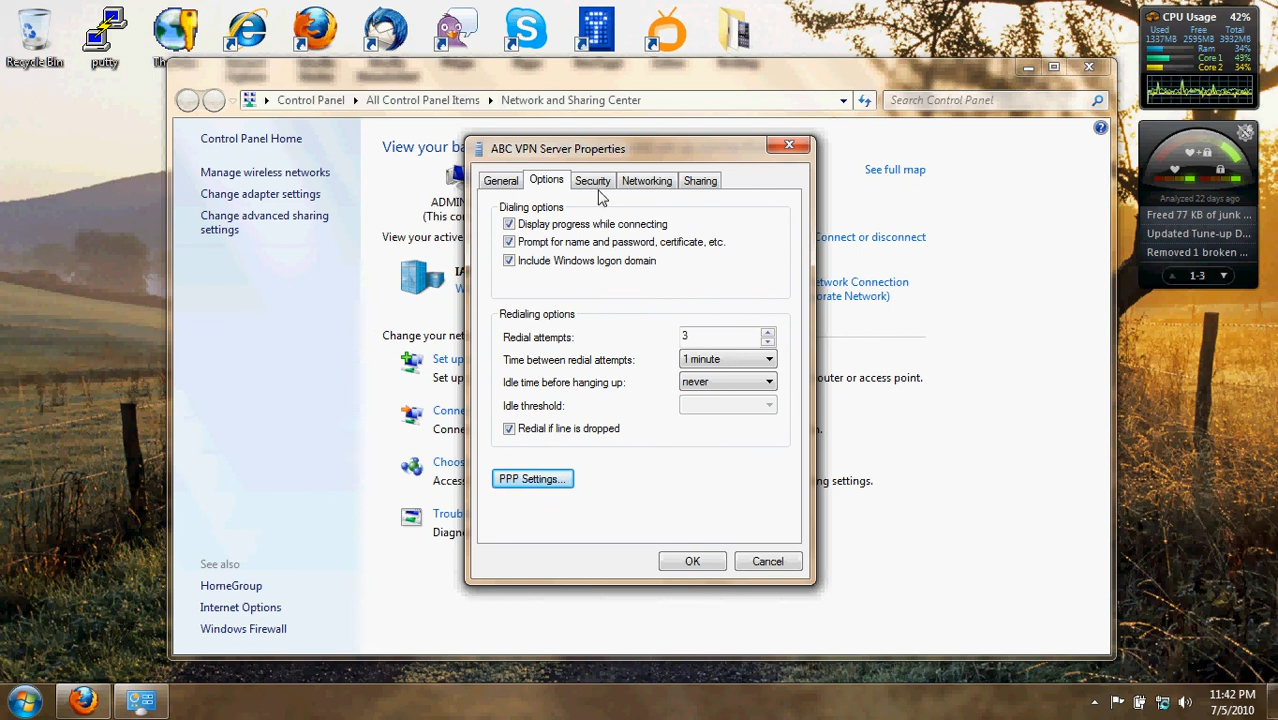 Recycle Bin
putty
Th
CPU Usage 42%
Used Free Total
1337MB 2595MB 3932MB
Ram 34%
Core 1 43%
Core 2 34%
Control Panel
All Control Panel Items
Network and Sharing Center
Search Control Panel
Control Panel Home
Manage wireless networks
Change adapter settings
Change advanced sharing
settings
View your ba
See full map
ADMIN
(This co
View your active
Connect or disconnect
IA
W
twork Connection
orate Network)
Change your net
Set up
Set up
outer or access point.
Conne
Conne
n.
Choos
Access
ng settings.
Troub
Diagn
See also
HomeGroup
Internet Options
Windows Firewall
ABC VPN Server Properties
General
Options
Security
Networking
Sharing
Dialing options
Display progress while connecting
Prompt for name and password, certificate, etc.
Include Windows logon domain
Redialing options
Redial attempts: 3
Time between redial attempts: 1 minute
Idle time before hanging up: never
Idle threshold:
Redial if line is dropped
PPP Settings...
OK
Cancel
Analyzed 22 days ago
Freed 77 KB of junk ...
Updated Tune-up D...
Removed 1 broken ...
1-3
11:42 PM
7/5/2010